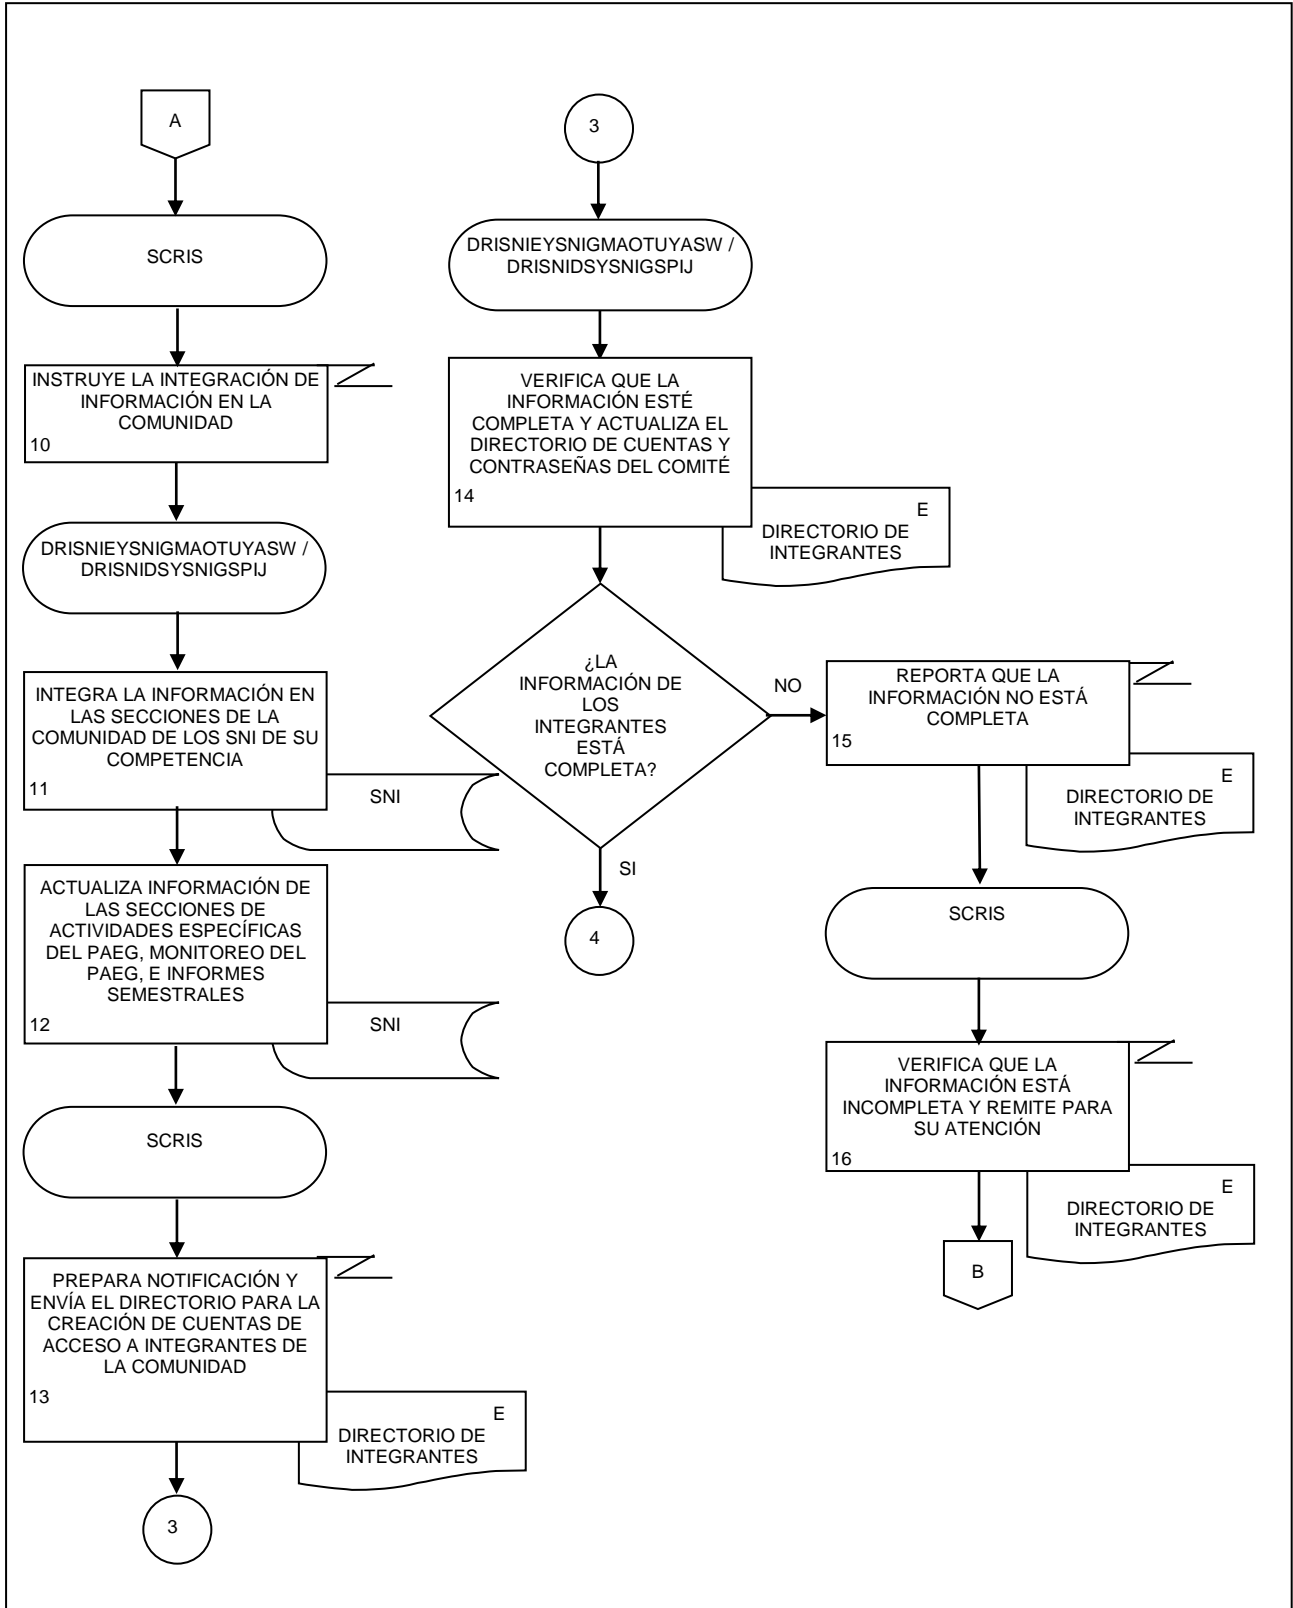 A
SCRIS
INSTRUYE LA INTEGRACIÓN DE
INFORMACIÓN EN LA
COMUNIDAD
10
DRISNIEYSNIGMAOTUYASW /
DRISNIDSYSNIGSPIJ
INTEGRA LA INFORMACIÓN EN
LAS SECCIONES DE LA
COMUNIDAD DE LOS SNI DE SU
COMPETENCIA
11
SNI
ACTUALIZA INFORMACIÓN DE
LAS SECCIONES DE
ACTIVIDADES ESPECÍFICAS
DEL PAEG, MONITOREO DEL
PAEG, E INFORMES
SEMESTRALES
12
SNI
SCRIS
PREPARA NOTIFICACIÓN Y
ENVÍA EL DIRECTORIO PARA LA
CREACIÓN DE CUENTAS DE
ACCESO A INTEGRANTES DE
LA COMUNIDAD
13
E
DIRECTORIO DE
INTEGRANTES
3
3
DRISNIEYSNIGMAOTUYASW /
DRISNIDSYSNIGSPIJ
VERIFICA QUE LA
INFORMACIÓN ESTÉ
COMPLETA Y ACTUALIZA EL
DIRECTORIO DE CUENTAS Y
CONTRASEÑAS DEL COMITÉ
14
E
DIRECTORIO DE
INTEGRANTES
¿LA
INFORMACIÓN DE
LOS
INTEGRANTES
ESTÁ
COMPLETA?
NO
SI
4
REPORTA QUE LA
INFORMACIÓN NO ESTÁ
COMPLETA
15
E
DIRECTORIO DE
INTEGRANTES
SCRIS
VERIFICA QUE LA
INFORMACIÓN ESTÁ
INCOMPLETA Y REMITE PARA
SU ATENCIÓN
16
E
DIRECTORIO DE
INTEGRANTES
B